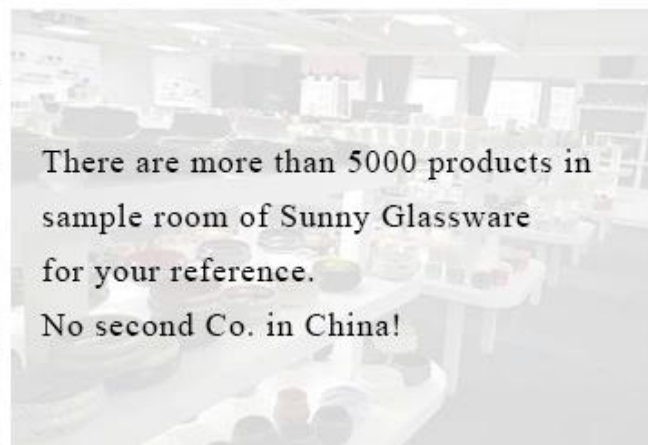 There are more than 5000 products in
sample room of Sunny Glassware
for your reference.
No second Co. in China!